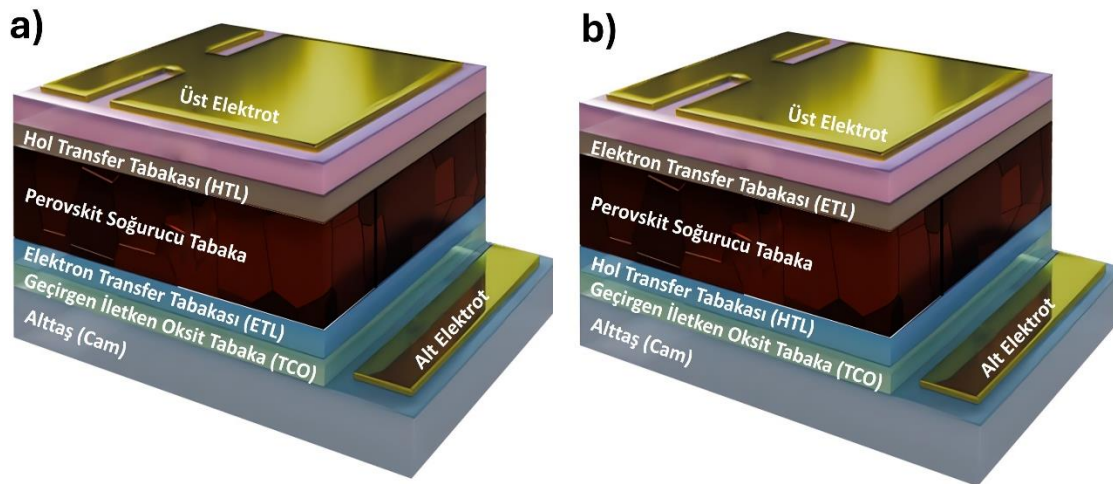 a)
Üst Elektrot
Hol Transfer Tabakası (HTL)
Perovskit Soğurucu Tabaka
Elektron Transfer Tabakası (ETL)
Geçirgen İletken Oksit Tabaka (TCO)
Alttaş (Cam)
Alt Elektrot
b)
Üst Elektrot
Elektron Transfer Tabakası (ETL)
Perovskit Soğurucu Tabaka
Hol Transfer Tabakası (HTL)
Geçirgen İletken Oksit Tabaka (TCO)
Alttaş (Cam)
Alt Elektrot